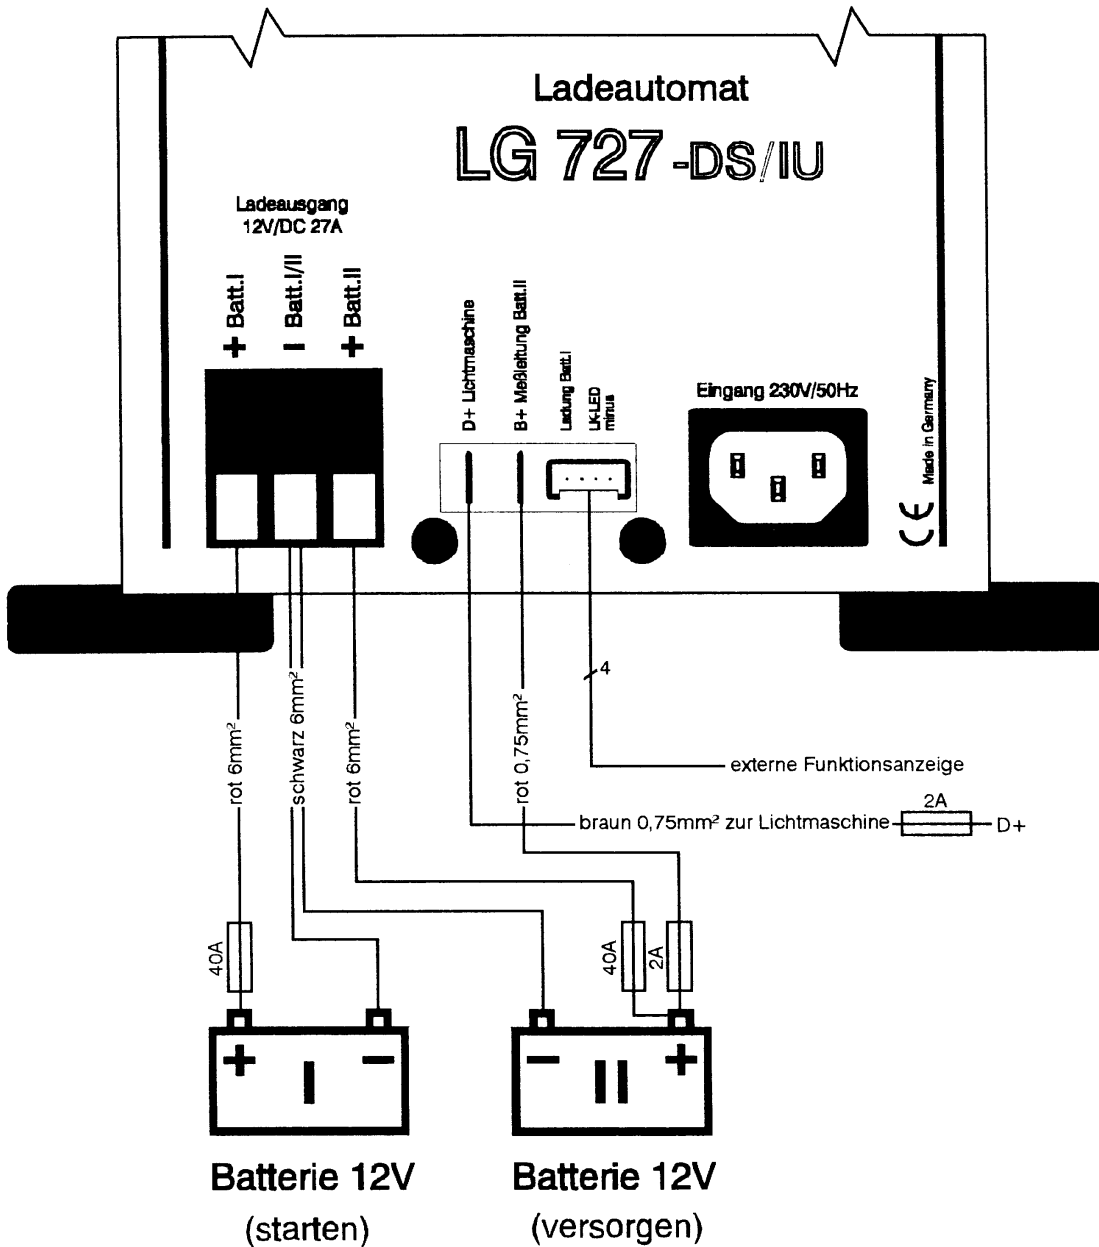 Ladeautomat
LG 727 -DS/IU
Ladeausgang
12V/DC 27A
+ Batt.I
− Batt.I/II
+ Batt.II
D+ Lichtmaschine
B+ Meßleitung Batt.II
Ladung Batt.I
LK-LED
minus
Eingang 230V/50Hz
Made in Germany
CE
4
rot 6mm²
schwarz 6mm²
rot 6mm²
rot 0,75mm²
externe Funktionsanzeige
2A
braun 0,75mm² zur Lichtmaschine
D+
40A
40A
2A
+ I −
− II +
Batterie 12V
(starten)
Batterie 12V
(versorgen)